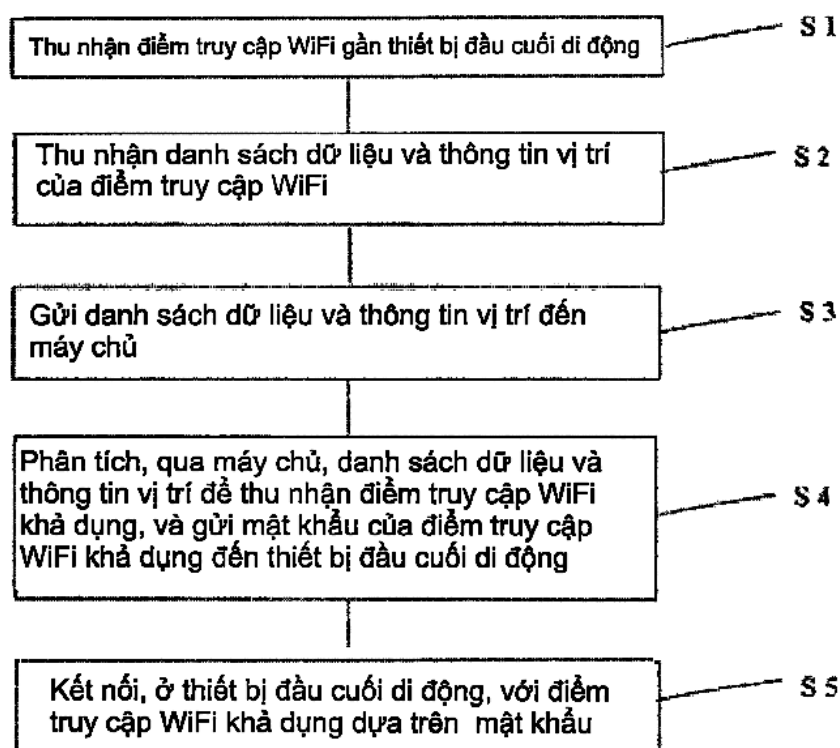 Thu nhận điểm truy cập WiFi gần thiết bị đầu cuối di động
S 1
Thu nhận danh sách dữ liệu và thông tin vị trí
của điểm truy cập WiFi
S 2
Gửi danh sách dữ liệu và thông tin vị trí đến
máy chủ
S 3
Phân tích, qua máy chủ, danh sách dữ liệu và
thông tin vị trí để thu nhận điểm truy cập WiFi
khả dụng, và gửi mật khẩu của điểm truy cập
WiFi khả dụng đến thiết bị đầu cuối di động
S 4
Kết nối, ở thiết bị đầu cuối di động, với điểm
truy cập WiFi khả dụng dựa trên mật khẩu
S 5